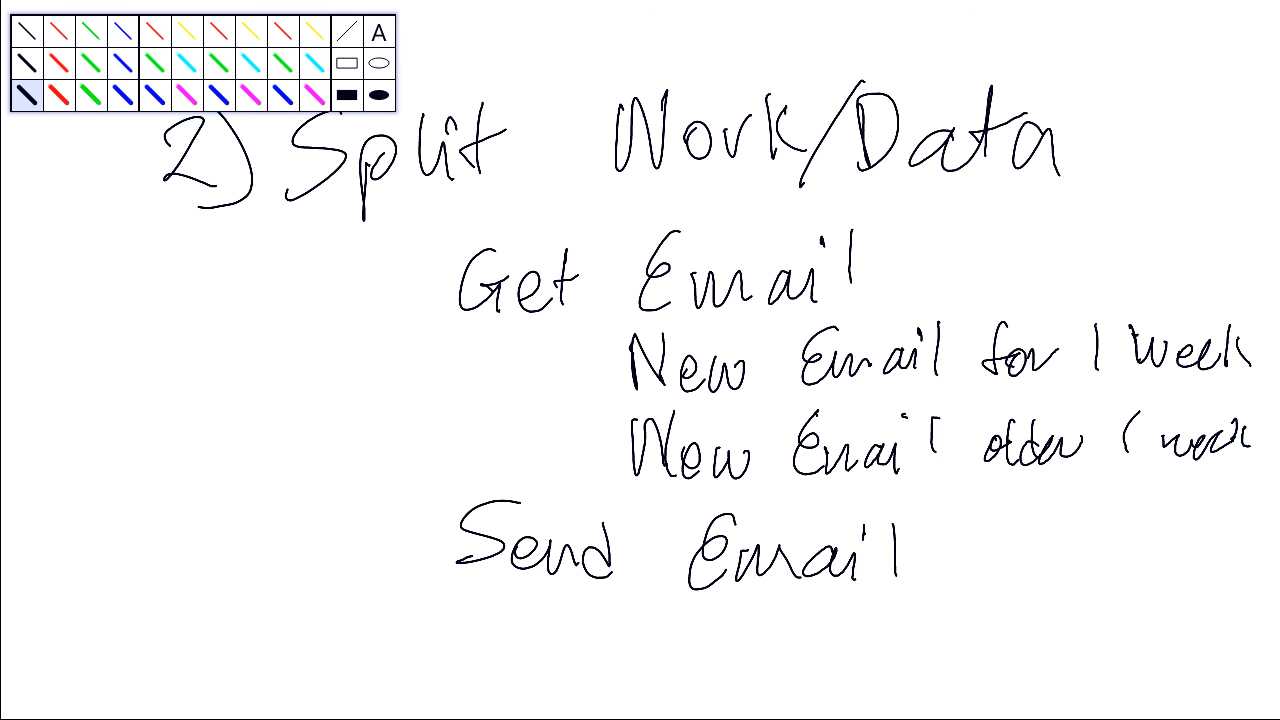 A
2) Split Work/Data
Get Email
New Email for 1 week
New Email older 1 week
Send Email